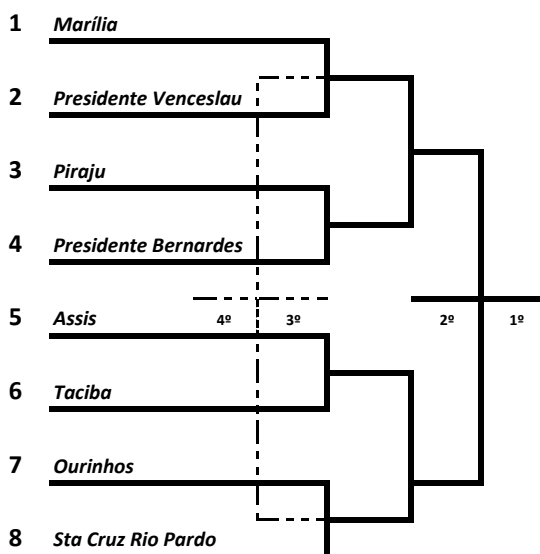 1 Marília
2 Presidente Venceslau
3 Piraju
4 Presidente Bernardes
5 Assis 4º 3º 2º 1º
6 Taciba
7 Ourinhos
8 Sta Cruz Rio Pardo